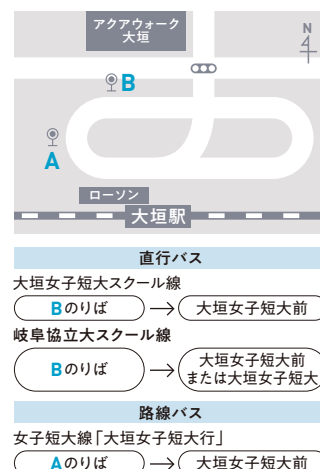 アクアウォーク
大垣
N
B
A
ローソン
大垣駅
直行バス
大垣女子短大スクール線
Bのりば → 大垣女子短大前
岐阜協立大スクール線
Bのりば → 大垣女子短大前
または大垣女子短大
路線バス
女子短大線「大垣女子短大行」
Aのりば → 大垣女子短大前